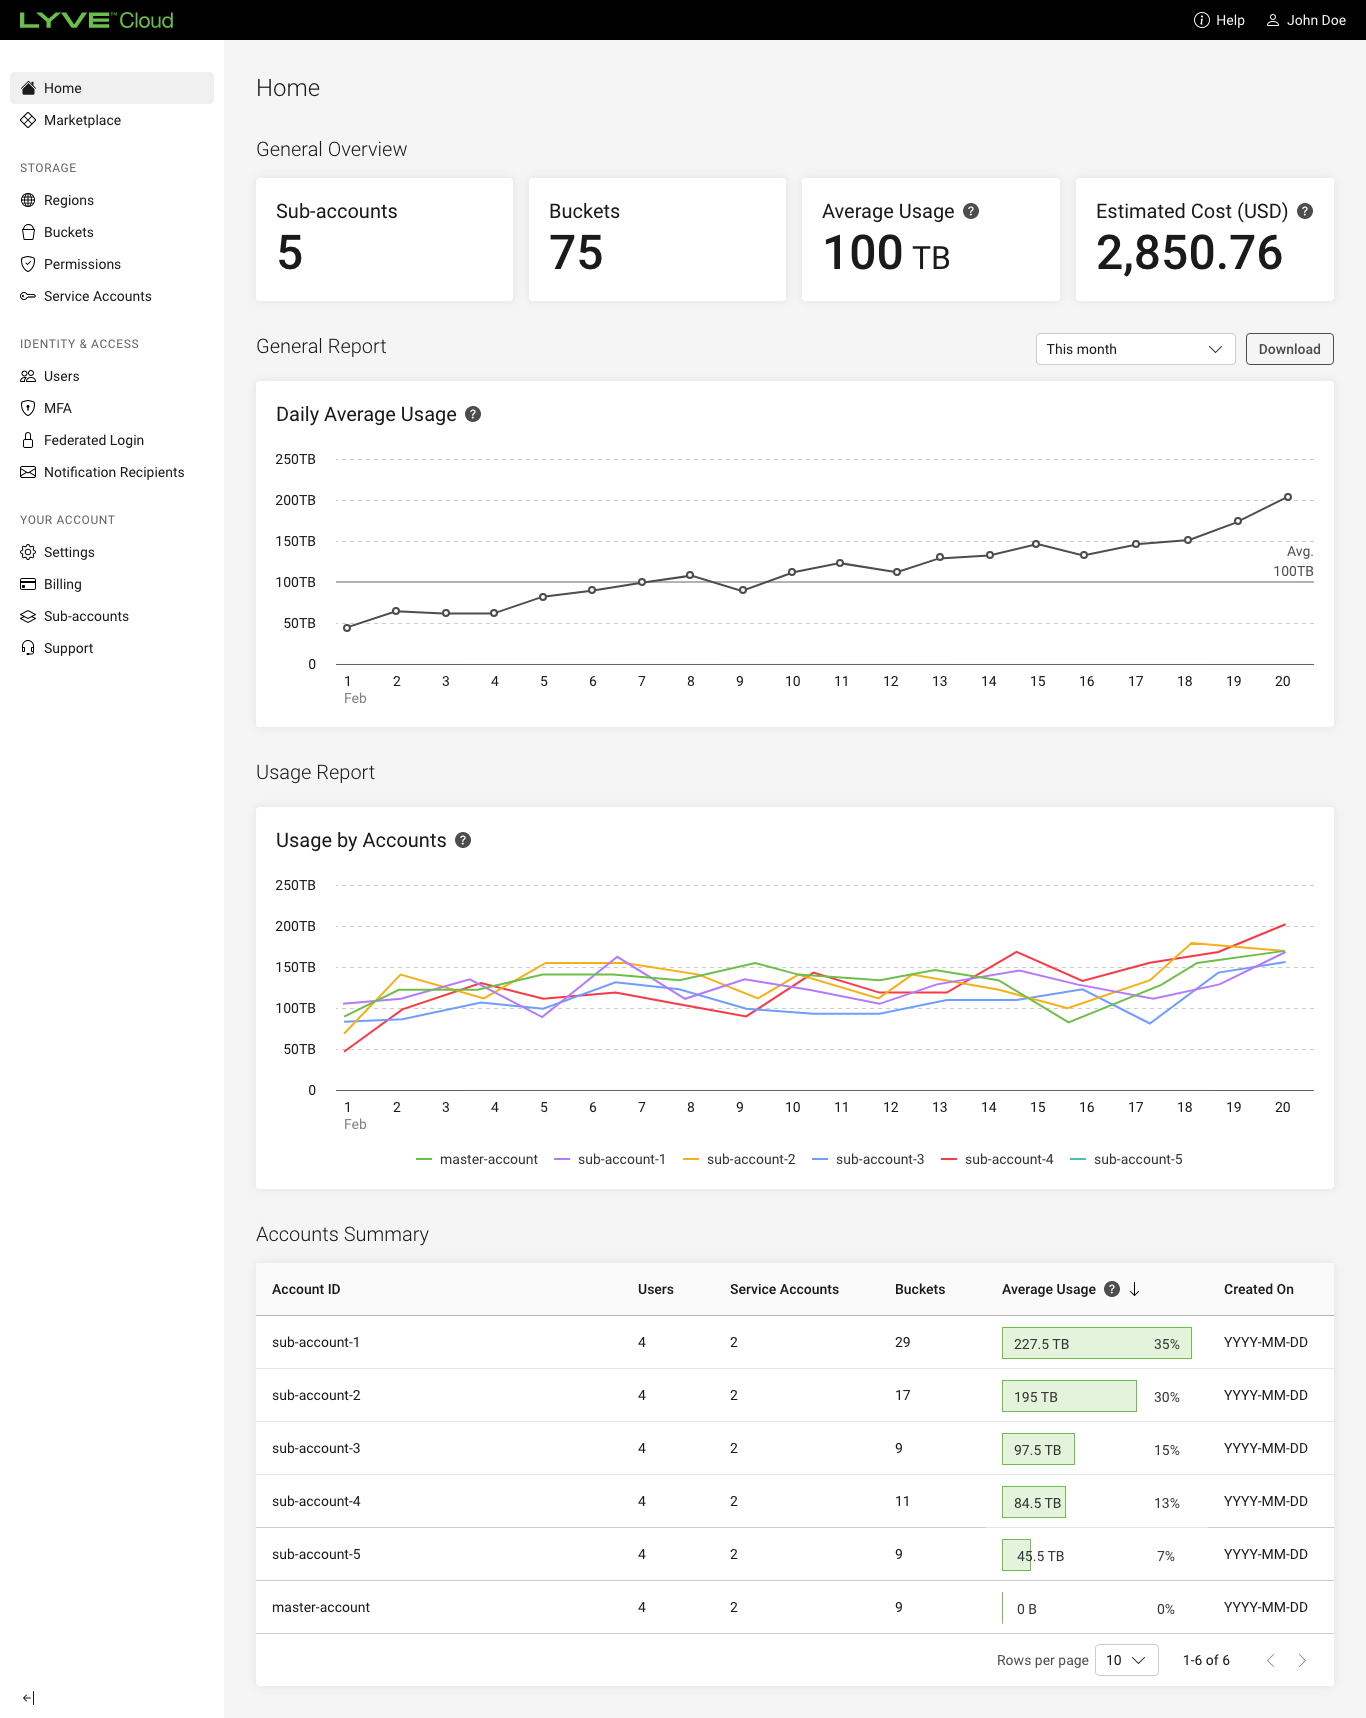 LYVE™ Cloud
Help
John Doe
Home
Marketplace
STORAGE
Regions
Buckets
Permissions
Service Accounts
IDENTITY & ACCESS
Users
MFA
Federated Login
Notification Recipients
YOUR ACCOUNT
Settings
Billing
Sub-accounts
Support
Home
General Overview
Sub-accounts
5
Buckets
75
Average Usage ?
100 TB
Estimated Cost (USD) ?
2,850.76
General Report
This month
Download
Daily Average Usage ?
250TB
200TB
150TB
100TB
50TB
0
Avg.
100TB
1 2 3 4 5 6 7 8 9 10 11 12 13 14 15 16 17 18 19 20
Feb
Usage Report
Usage by Accounts ?
250TB
200TB
150TB
100TB
50TB
0
1 2 3 4 5 6 7 8 9 10 11 12 13 14 15 16 17 18 19 20
Feb
master-account sub-account-1 sub-account-2 sub-account-3 sub-account-4 sub-account-5
Accounts Summary
Account ID Users Service Accounts Buckets Average Usage ? Created On
sub-account-1 4 2 29 227.5 TB 35% YYYY-MM-DD
sub-account-2 4 2 17 195 TB 30% YYYY-MM-DD
sub-account-3 4 2 9 97.5 TB 15% YYYY-MM-DD
sub-account-4 4 2 11 84.5 TB 13% YYYY-MM-DD
sub-account-5 4 2 9 45.5 TB 7% YYYY-MM-DD
master-account 4 2 9 0 B 0% YYYY-MM-DD
Rows per page 10 1-6 of 6